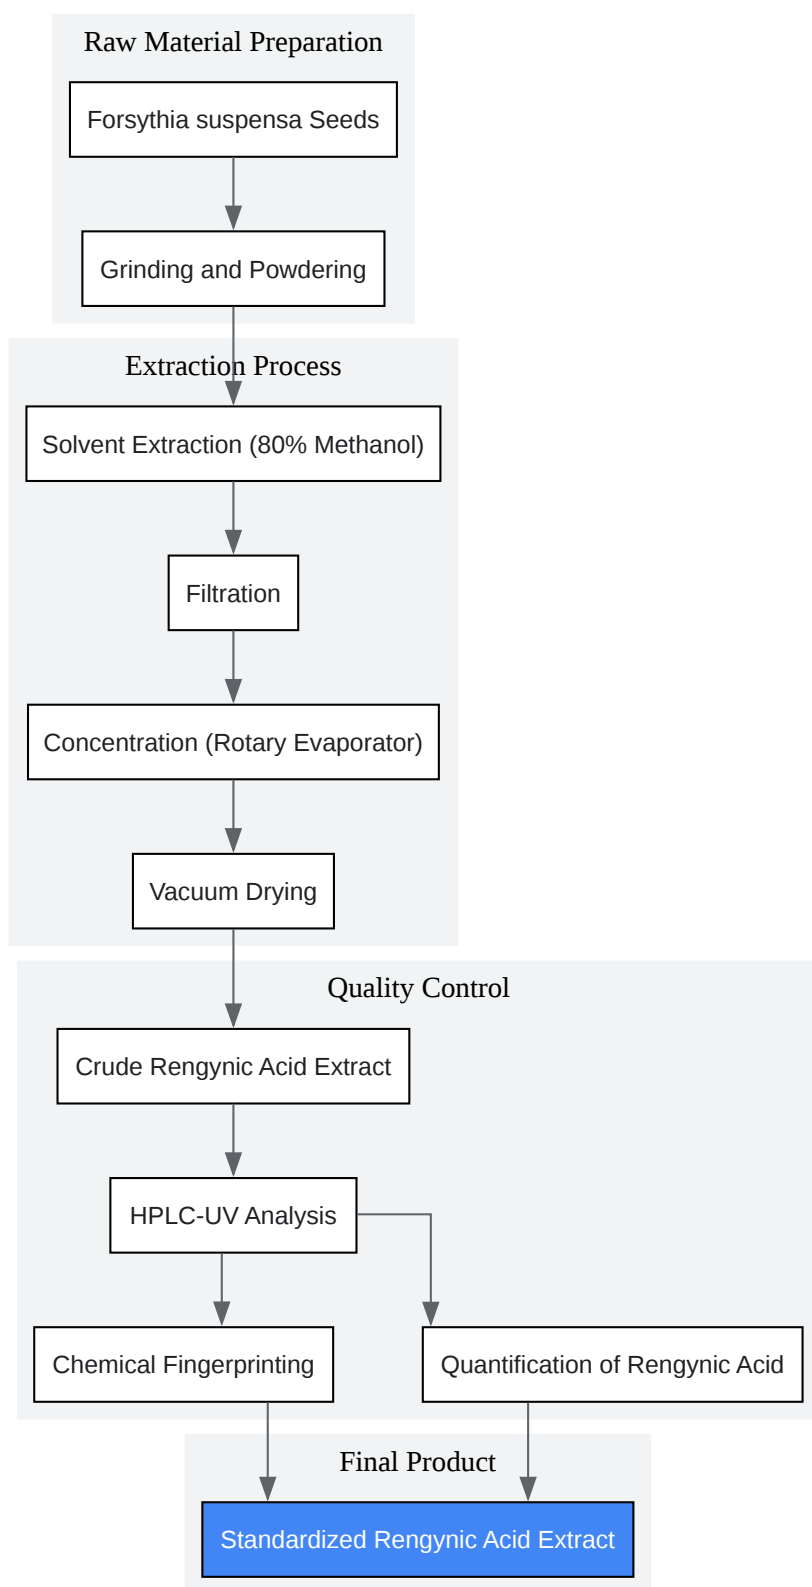 Raw Material Preparation
Forsythia suspensa Seeds
Grinding and Powdering
Extraction Process
Solvent Extraction (80% Methanol)
Filtration
Concentration (Rotary Evaporator)
Vacuum Drying
Quality Control
Crude Rengynic Acid Extract
HPLC-UV Analysis
Chemical Fingerprinting
Quantification of Rengynic Acid
Final Product
Standardized Rengynic Acid Extract